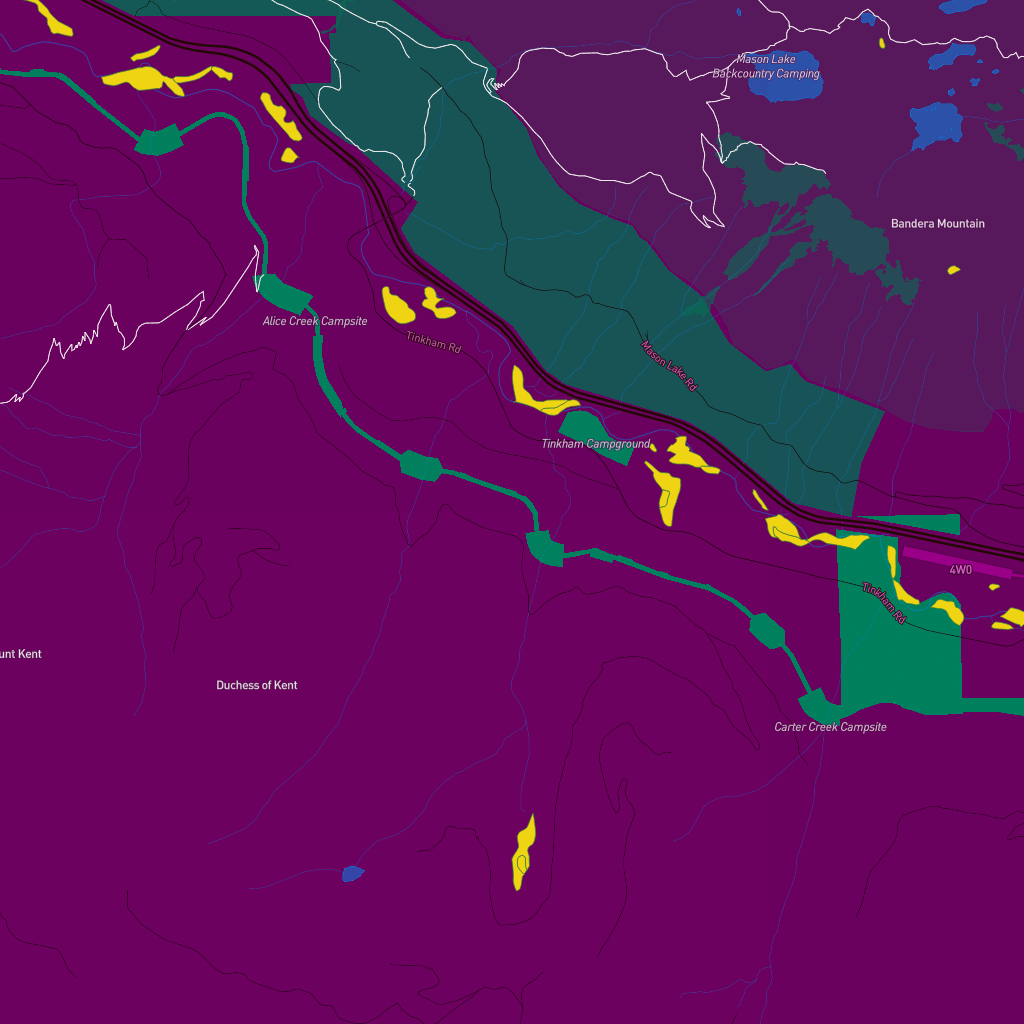 Mason Lake
Backcountry Camping
Bandera Mountain
Alice Creek Campsite
Tinkham Rd
Mason Lake Rd
Tinkham Campground
4W0
Tinkham Rd
unt Kent
Duchess of Kent
Carter Creek Campsite